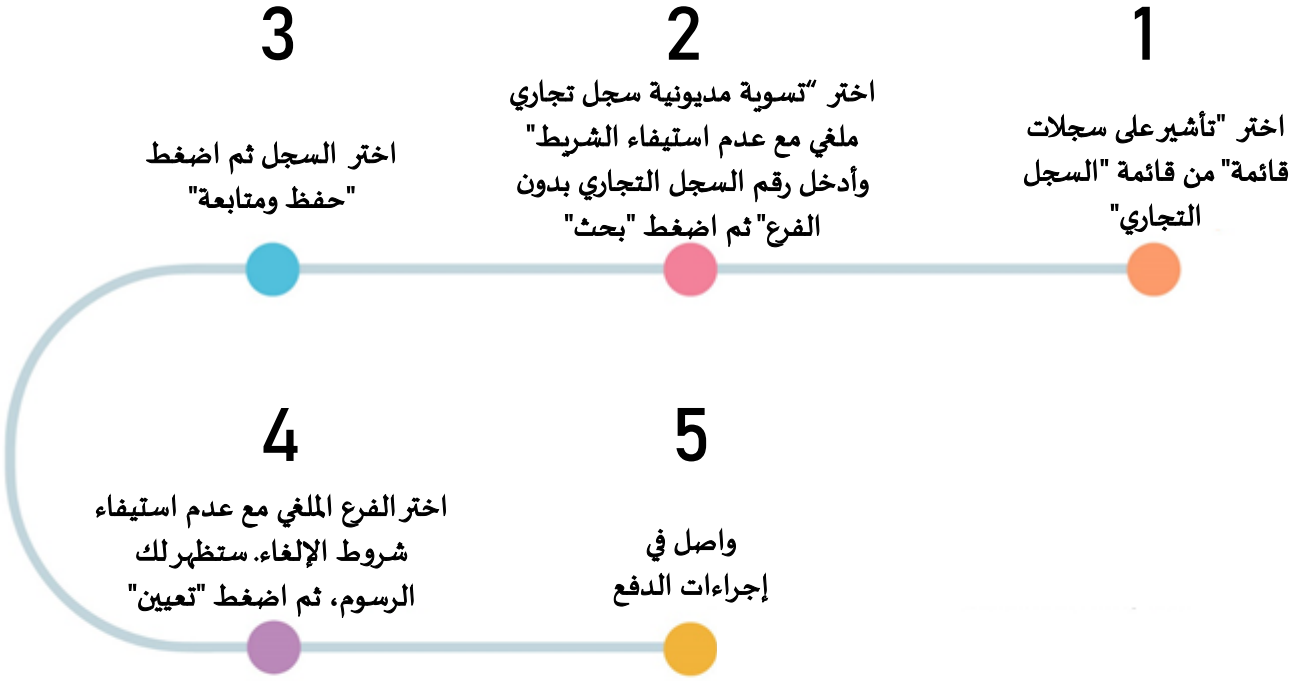 1
اختر "تأشير على سجلات
قائمة" من قائمة "السجل
التجاري"
2
اختر “تسوية مديونية سجل تجاري
ملغي مع عدم استيفاء الشريط"
وأدخل رقم السجل التجاري بدون
الفرع" ثم اضغط "بحث"
3
اختر السجل ثم اضغط
"حفظ ومتابعة"
4
اختر الفرع الملغي مع عدم استيفاء
شروط الإلغاء. ستظهر لك
الرسوم، ثم اضغط "تعيين"
5
واصل في
إجراءات الدفع